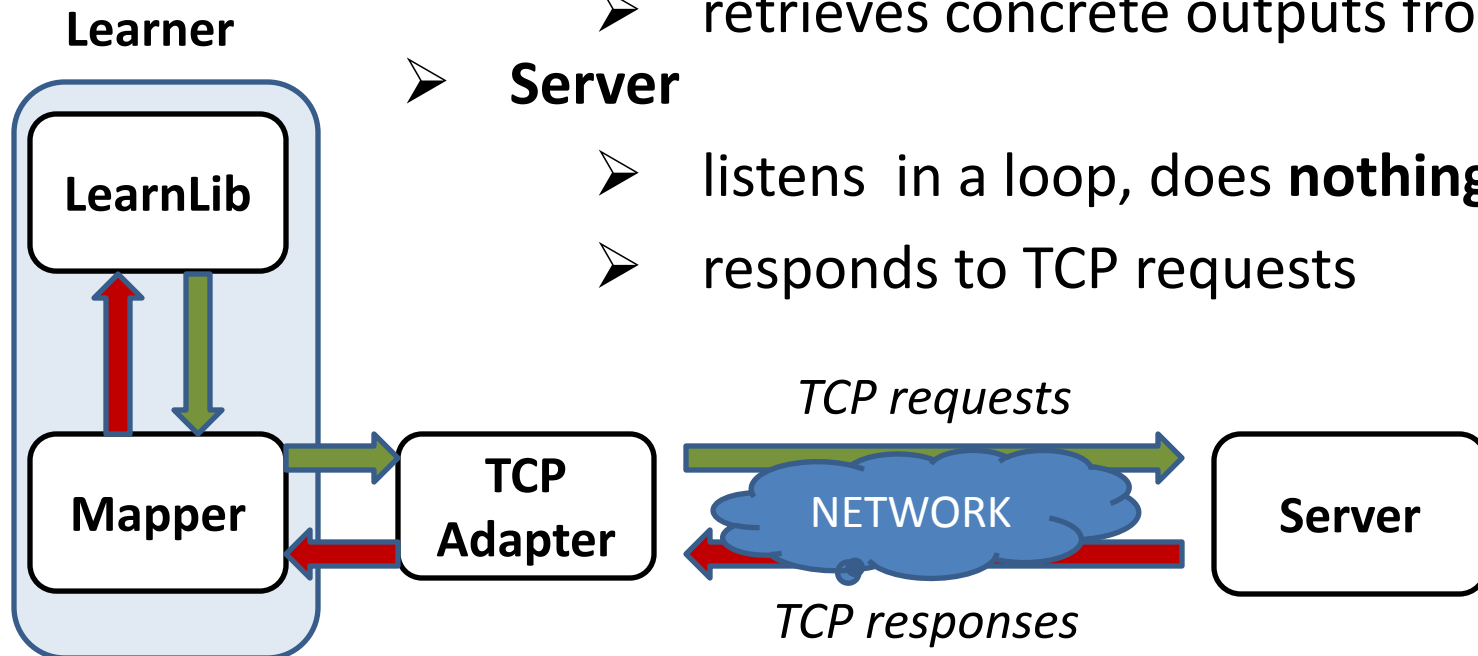 Learner
➢ retrieves concrete outputs fro
➢ Server
➢ listens in a loop, does nothing
➢ responds to TCP requests
LearnLib
TCP requests
Mapper
TCP
Adapter
NETWORK
Server
TCP responses